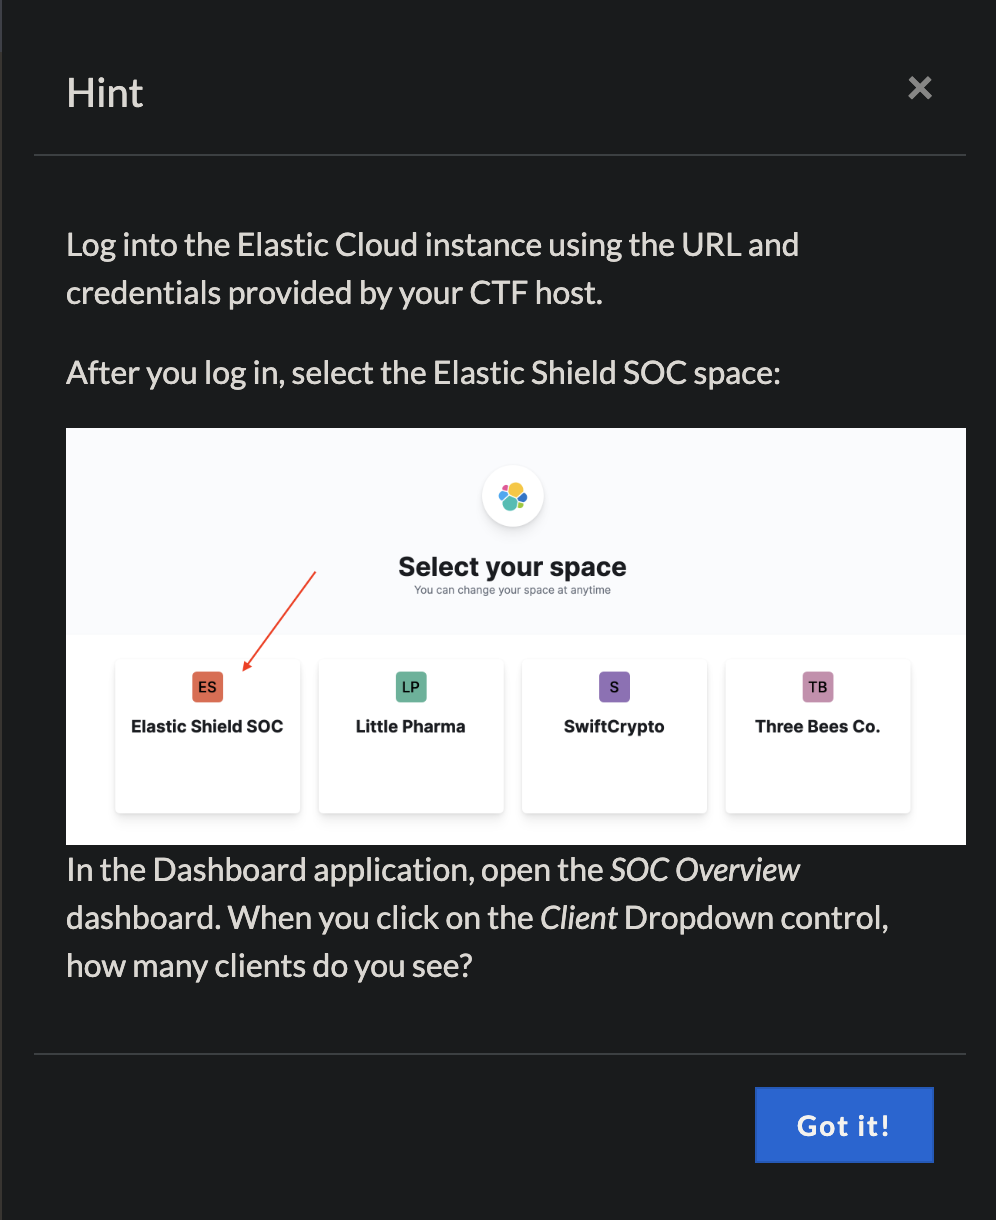 Hint
Log into the Elastic Cloud instance using the URL and
credentials provided by your CTF host.
After you log in, select the Elastic Shield SOC space:
Select your space
You can change your space at anytime
ES
Elastic Shield SOC
LP
Little Pharma
S
SwiftCrypto
TB
Three Bees Co.
In the Dashboard application, open the SOC Overview
dashboard. When you click on the Client Dropdown control,
how many clients do you see?
Got it!